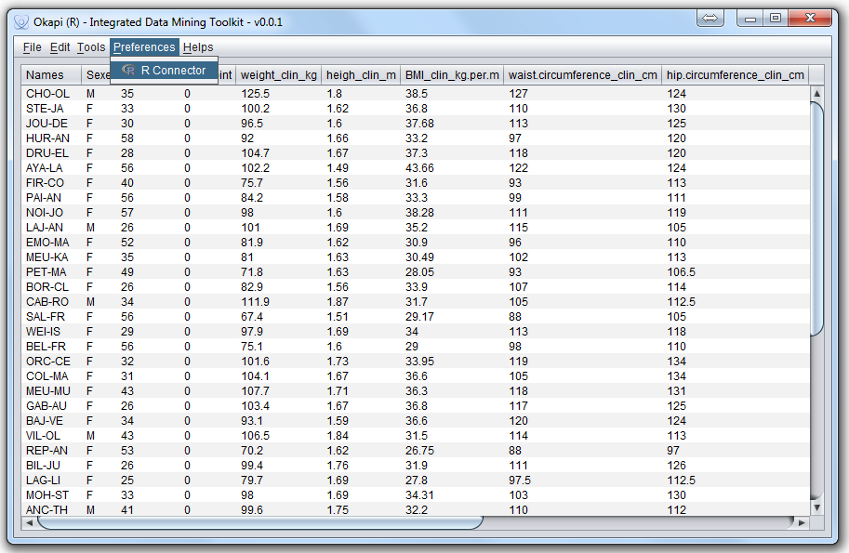 Okapi (R) - Integrated Data Mining Toolkit - v0.0.1
File Edit Tools Preferences Helps
R Connector
Names Sexe int weight_clin_kg heigh_clin_m BMI_clin_kg.per.m waist.circumference_clin_cm hip.circumference_clin_cm
CHO-OL M 35 0 125.5 1.8 38.5 127 124
STE-JA F 33 0 100.2 1.62 36.8 110 130
JOU-DE F 30 0 96.5 1.6 37.68 113 125
HUR-AN F 58 0 92 1.66 33.2 97 120
DRU-EL F 28 0 104.7 1.67 37.3 118 120
AYA-LA F 56 0 102.2 1.49 43.66 122 124
FIR-CO F 40 0 75.7 1.56 31.6 93 113
PAI-AN F 56 0 84.2 1.58 33.3 99 111
NOI-JO F 57 0 98 1.6 38.28 111 119
LAJ-AN M 26 0 101 1.69 35.2 115 105
EMO-MA F 52 0 81.9 1.62 30.9 96 110
MEU-KA F 35 0 81 1.63 30.49 102 113
PET-MA F 49 0 71.8 1.63 28.05 93 106.5
BOR-CL F 26 0 82.9 1.56 33.9 107 114
CAB-RO M 34 0 111.9 1.87 31.7 105 112.5
SAL-FR F 56 0 67.4 1.51 29.17 88 105
WEI-IS F 29 0 97.9 1.69 34 113 118
BEL-FR F 56 0 75.1 1.6 29 98 110
ORC-CE F 32 0 101.6 1.73 33.95 119 134
COL-MA F 31 0 104.1 1.67 36.6 105 134
MEU-MU F 43 0 107.7 1.71 36.3 118 131
GAB-AU F 26 0 103.4 1.67 36.8 117 125
BAJ-VE F 34 0 93.1 1.59 36.6 120 124
VIL-OL M 43 0 106.5 1.84 31.5 114 113
REP-AN F 53 0 70.2 1.62 26.75 88 97
BIL-JU F 26 0 99.4 1.76 31.9 111 126
LAG-LI F 25 0 79.7 1.69 27.8 97.5 112.5
MOH-ST F 33 0 98 1.69 34.31 103 130
ANC-TH M 41 0 99.6 1.75 32.2 110 112